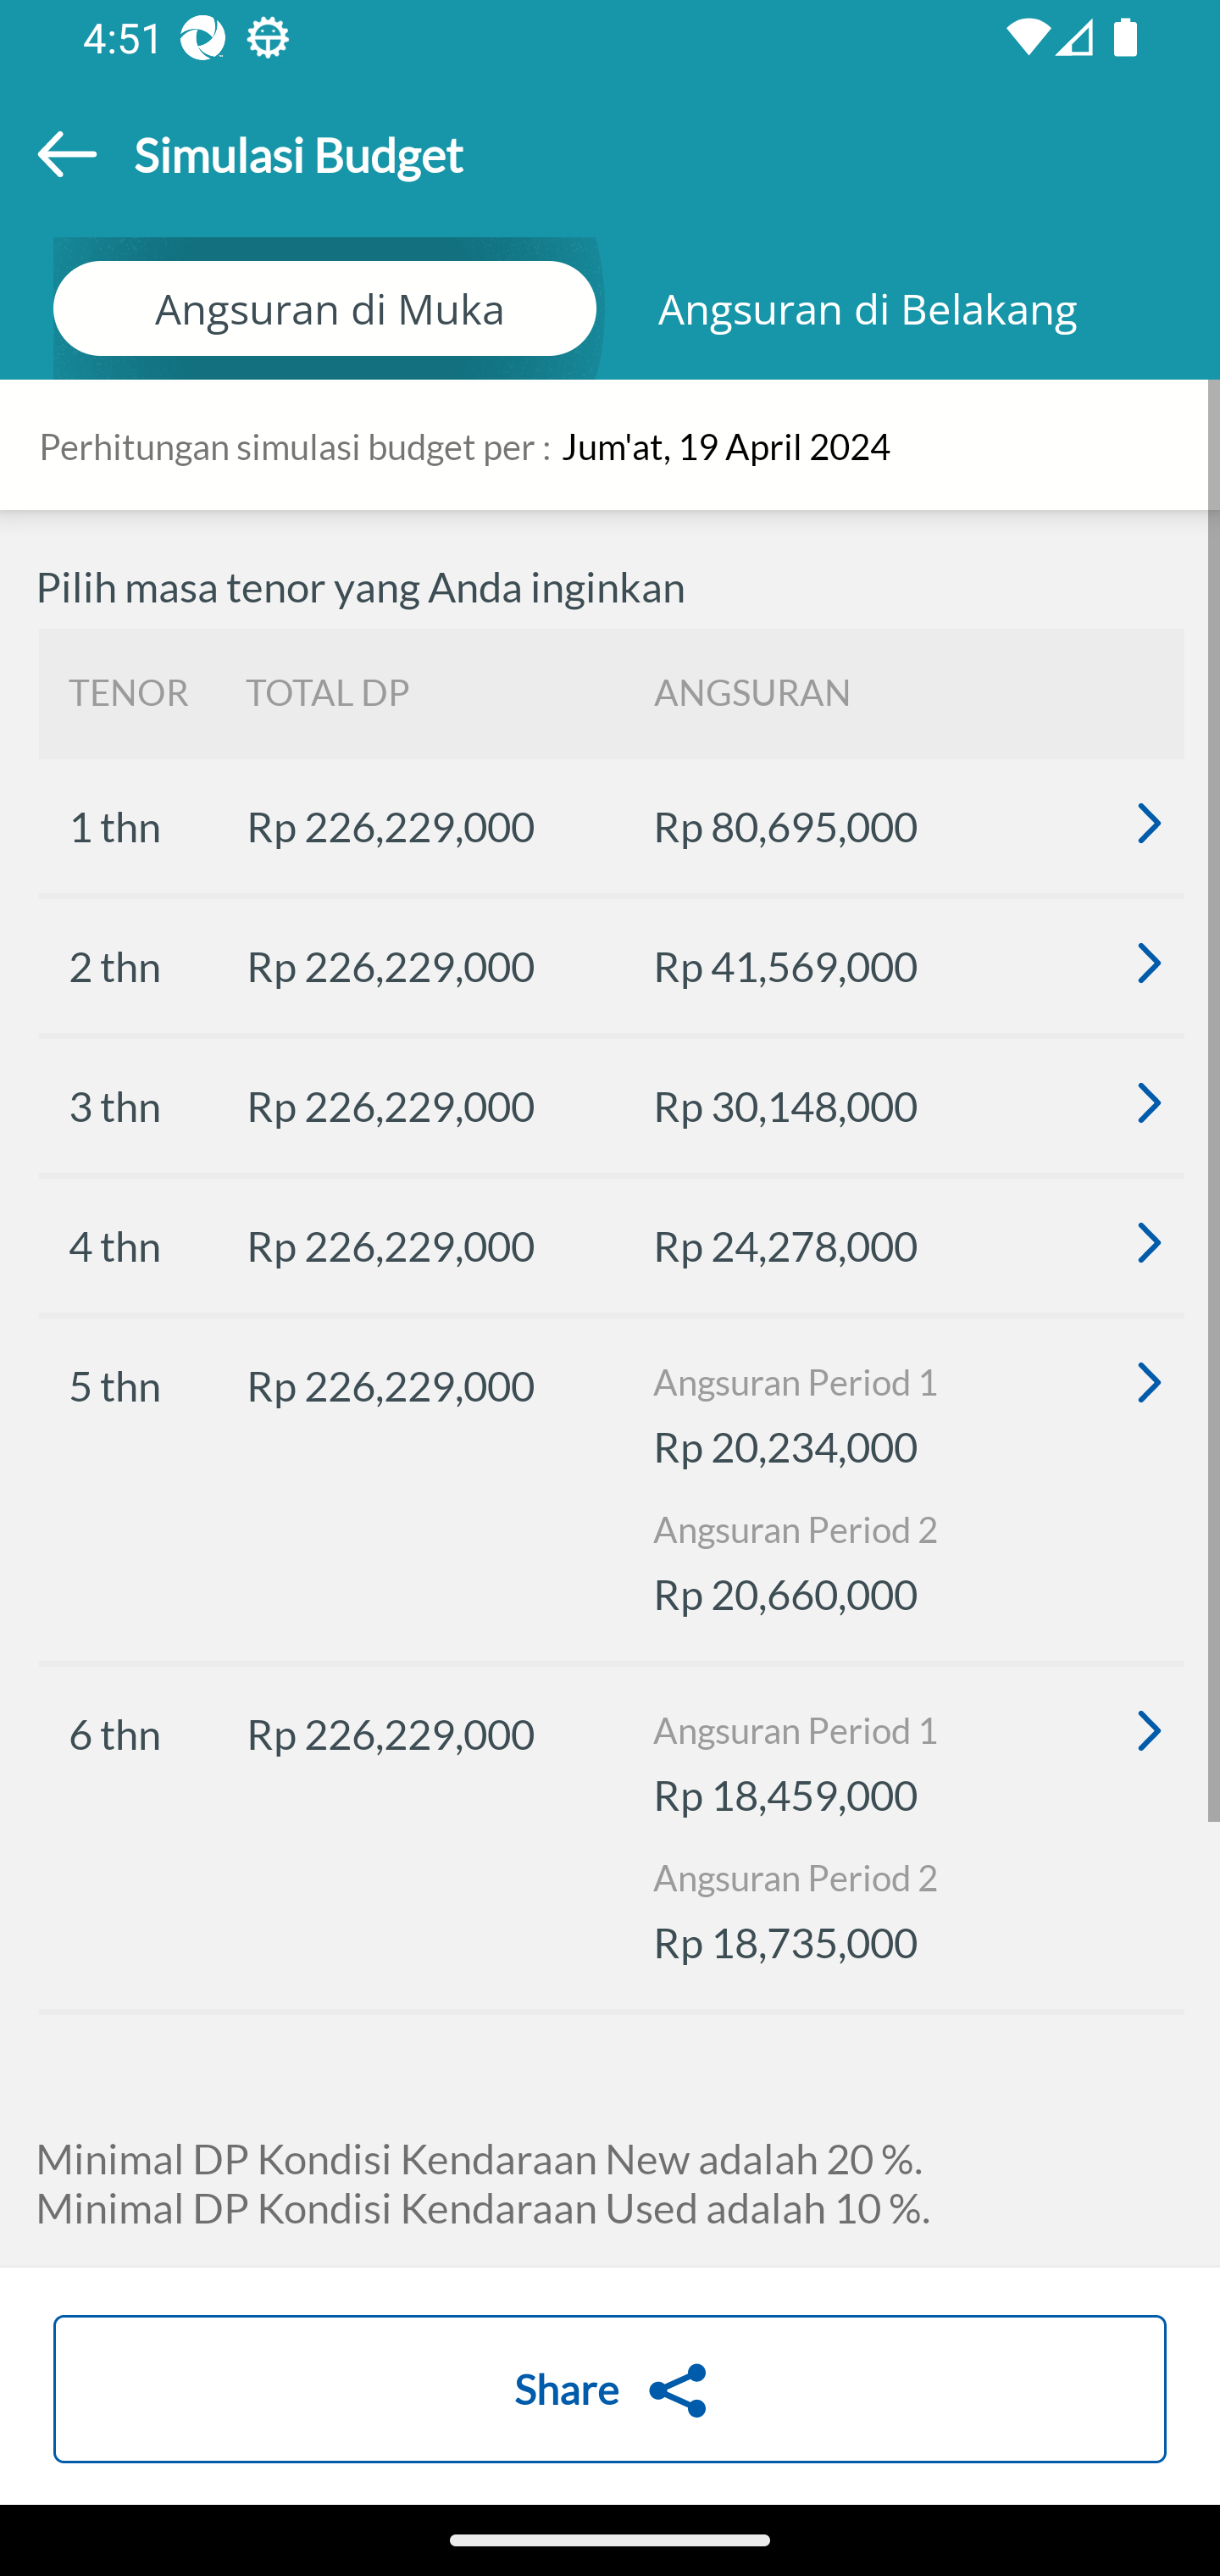 4:51
Simulasi Budget
Angsuran di Muka
Angsuran di Belakang
Perhitungan simulasi budget per : Jum'at, 19 April 2024
Pilih masa tenor yang Anda inginkan
TENOR TOTAL DP ANGSURAN
1 thn Rp 226,229,000 Rp 80,695,000
2 thn Rp 226,229,000 Rp 41,569,000
3 thn Rp 226,229,000 Rp 30,148,000
4 thn Rp 226,229,000 Rp 24,278,000
5 thn Rp 226,229,000 Angsuran Period 1
Rp 20,234,000
Angsuran Period 2
Rp 20,660,000
6 thn Rp 226,229,000 Angsuran Period 1
Rp 18,459,000
Angsuran Period 2
Rp 18,735,000
Minimal DP Kondisi Kendaraan New adalah 20 %.
Minimal DP Kondisi Kendaraan Used adalah 10 %.
Share